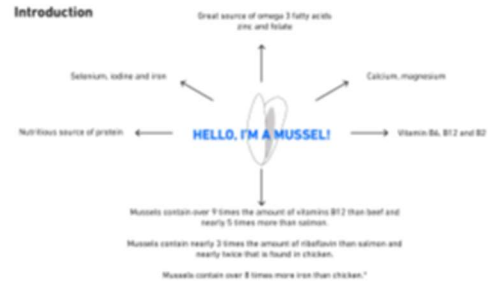 Introduction
Great source of omega 3 fatty acids
zinc and folate
Selenium, iodine and iron
Calcium, magnesium
Nutritious source of protein
HELLO, I'M A MUSSEL!
Vitamin B6, B12 and B2
Mussels contain over 9 times the amount of vitamins B12 than beef and
nearly 5 times more than salmon.
Mussels contain nearly 3 times the amount of riboflavin than salmon and
nearly twice that is found in chicken.
Mussels contain over 8 times more iron than chicken.*